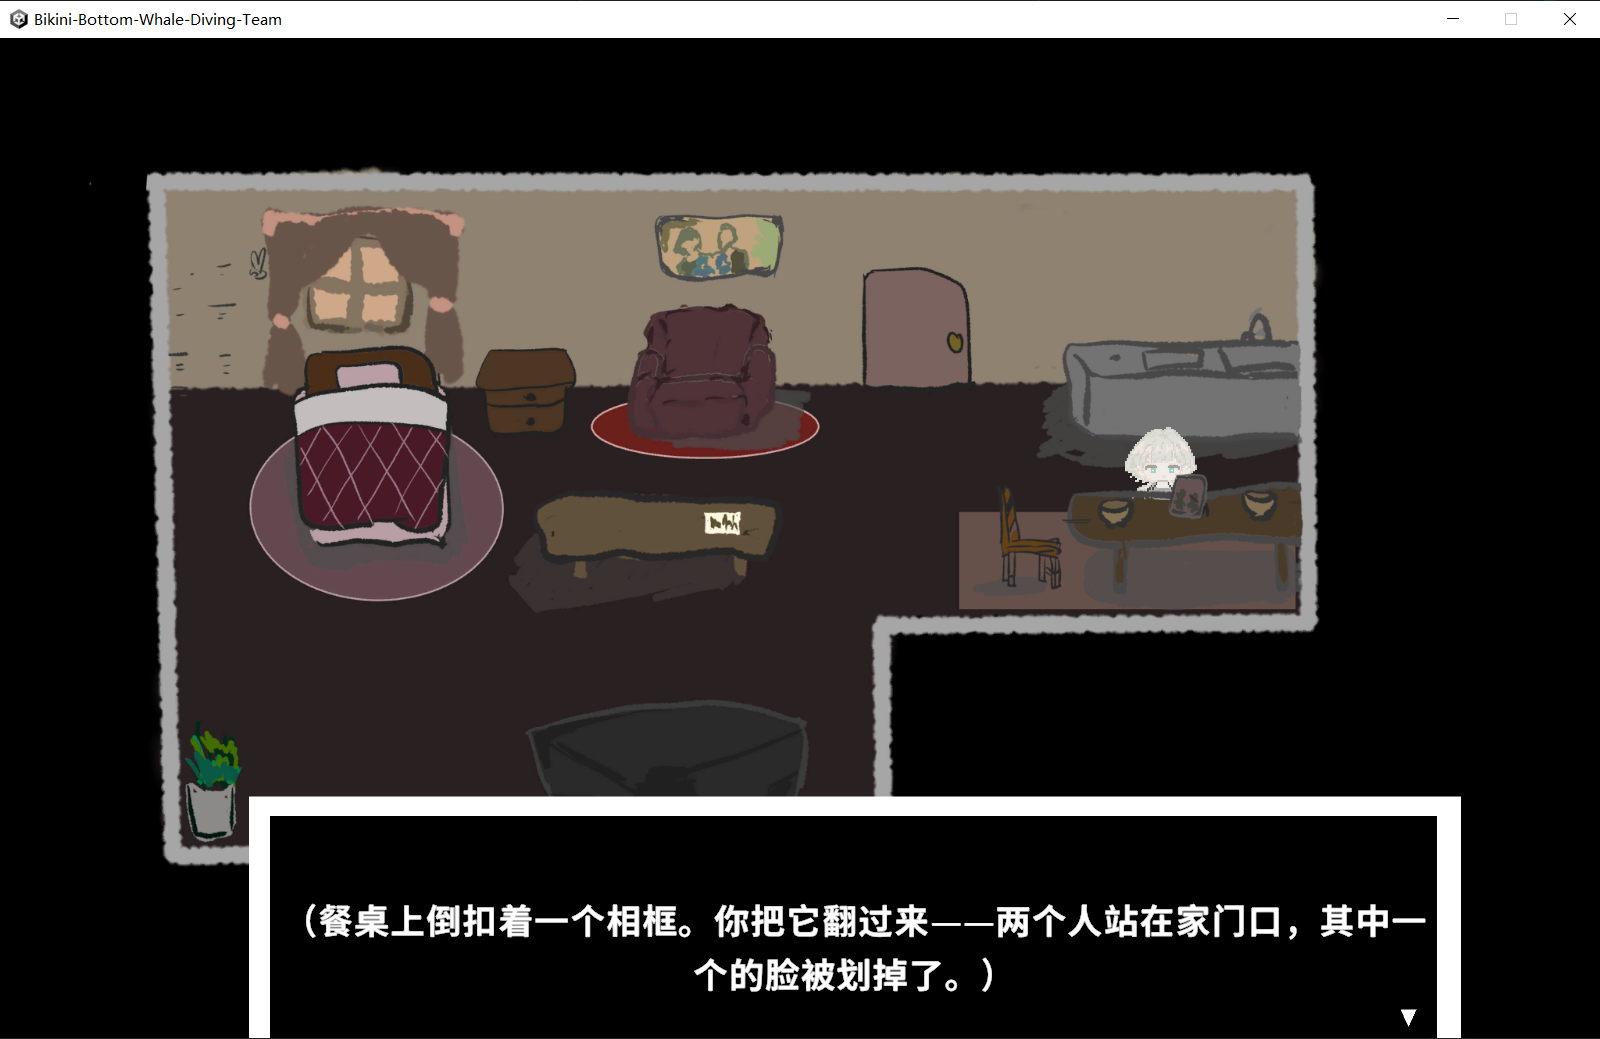 Bikini-Bottom-Whale-Diving-Team
（餐桌上倒扣着一个相框。你把它翻过来——两个人站在家门口，其中一
个的脸被划掉了。）